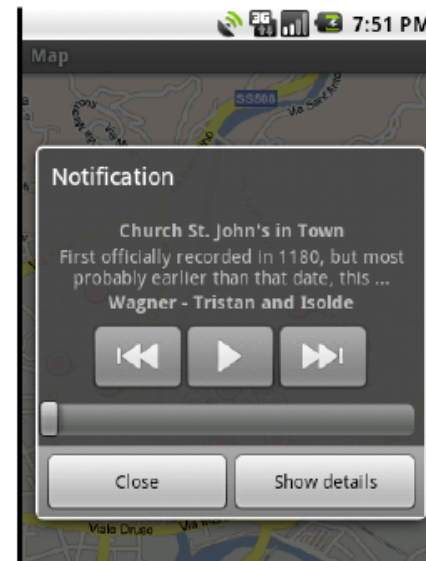 3G 7:51 PM
Map
SS508
Notification
Church St. John's in Town
First officially recorded in 1180, but most
probably earlier than that date, this ...
Wagner - Tristan and Isolde
Close
Show details
Viale Druso